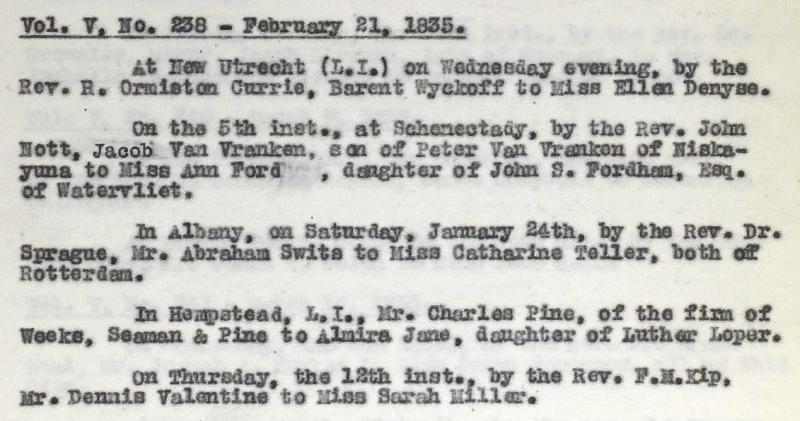 Vol. V, No. 238 - February 21, 1835.
At New Utrecht (L.I.) on Wednesday evening, by the
Rev. R. Ormiston Currie, Barent Wyckoff to Miss Ellen Denyse.
On the 5th inst., at Schenectady, by the Rev. John
Nott, Jacob Van Vranken, son of Peter Van Vranken of Niska-
yuna to Miss Ann Ford , daughter of John S. Fordham, Esq.
of Watervliet.
In Albany, on Saturday, January 24th, by the Rev. Dr.
Sprague, Mr. Abraham Swits to Miss Catharine Teller, both of
Rotterdam.
In Hempstead, L.I., Mr. Charles Pine, of the firm of
Weeks, Seaman & Pine to Almira Jane, daughter of Luther Loper.
On Thursday, the 12th inst., by the Rev. F.M.Kip,
Mr. Dennis Valentine to Miss Sarah Miller.